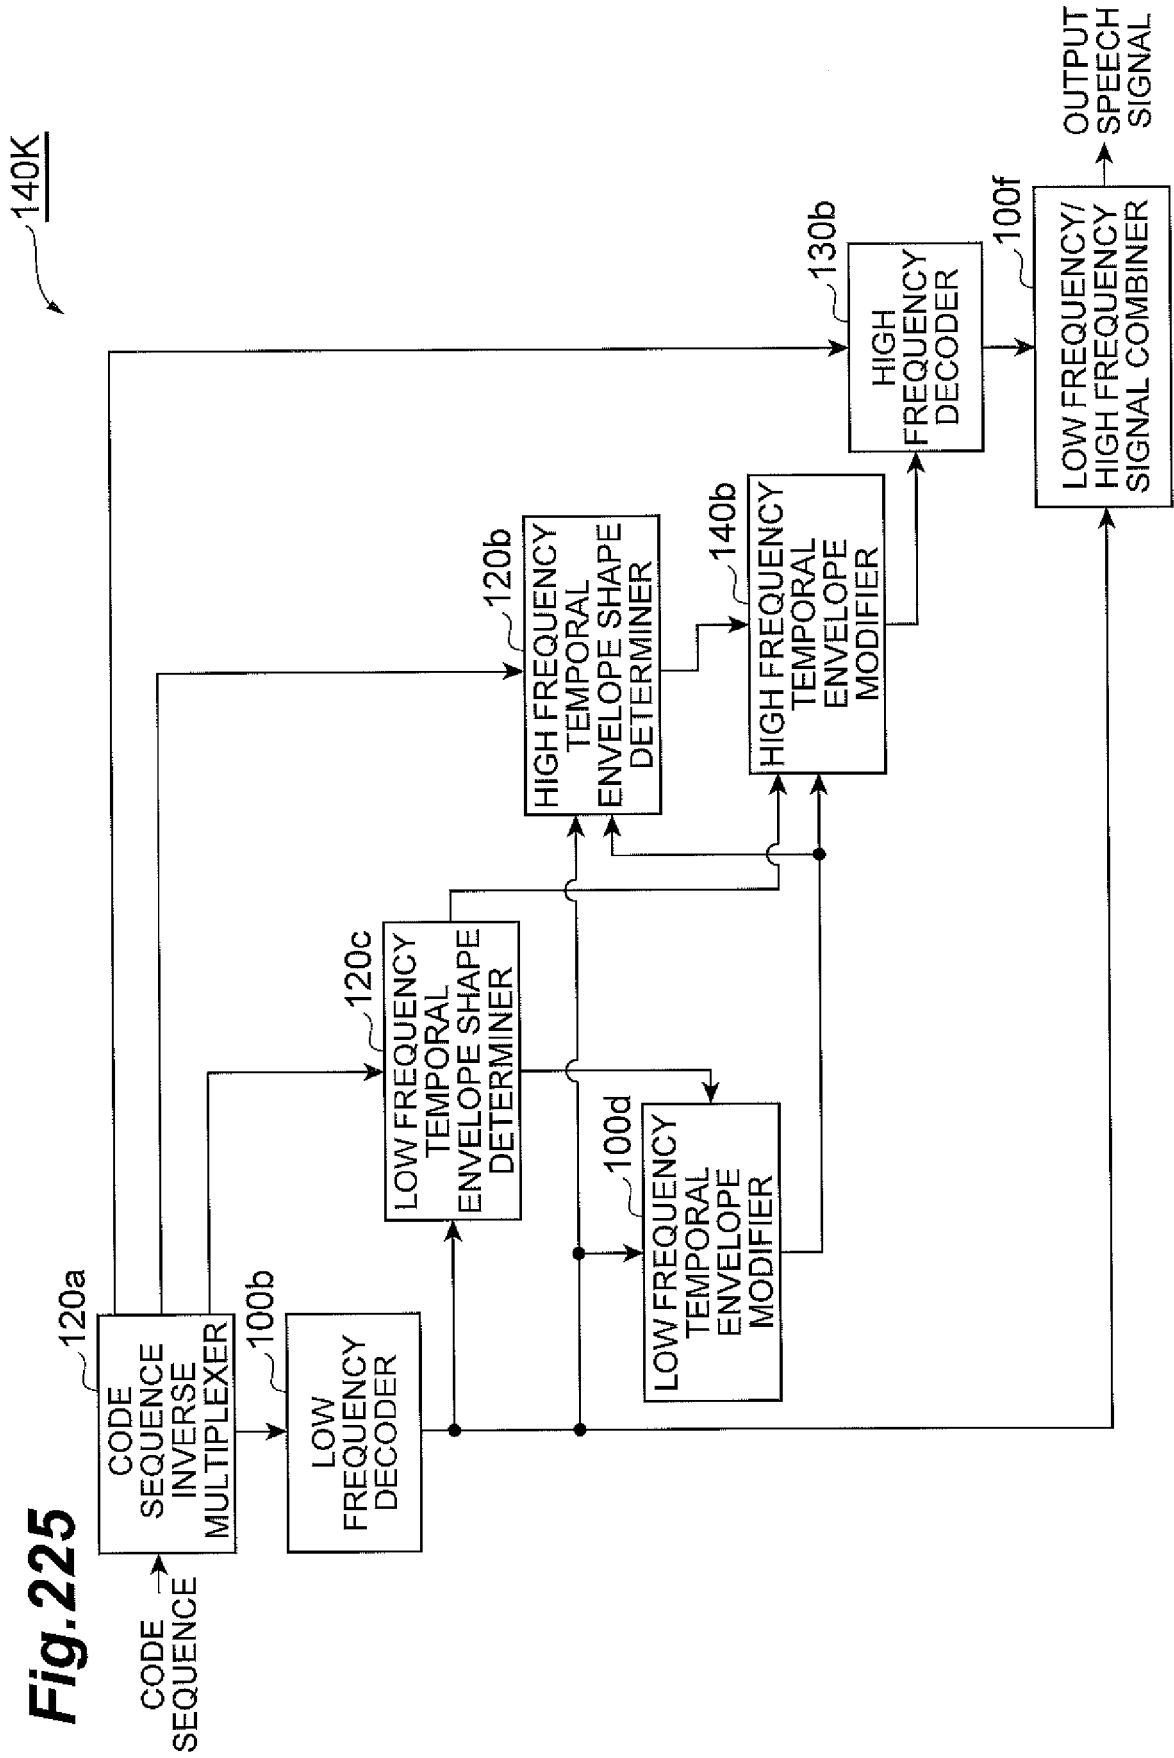 Fig.225
140K
CODE
SEQUENCE
120a
CODE
SEQUENCE
INVERSE
MULTIPLEXER
100b
LOW
FREQUENCY
DECODER
120c
LOW FREQUENCY
TEMPORAL
ENVELOPE SHAPE
DETERMINER
100d
LOW FREQUENCY
TEMPORAL
ENVELOPE
MODIFIER
120b
HIGH FREQUENCY
TEMPORAL
ENVELOPE SHAPE
DETERMINER
140b
HIGH FREQUENCY
TEMPORAL
ENVELOPE
MODIFIER
130b
HIGH
FREQUENCY
DECODER
100f
LOW FREQUENCY/
HIGH FREQUENCY
SIGNAL COMBINER
OUTPUT
SPEECH
SIGNAL